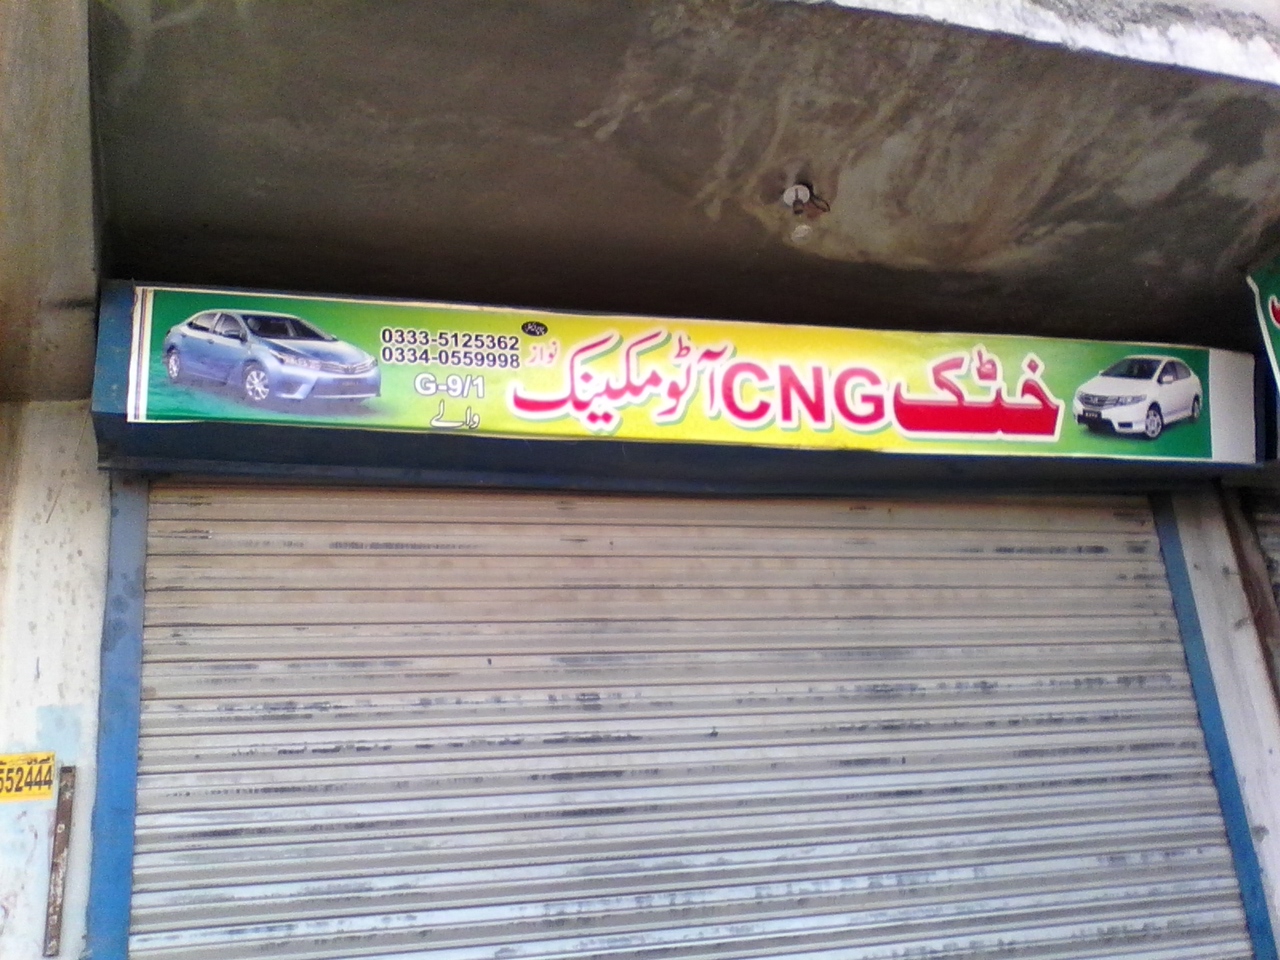 خٹک CNG آٹو مکینک
نواز
0333-5125362
0334-0559998
G-9/1
والے
552444